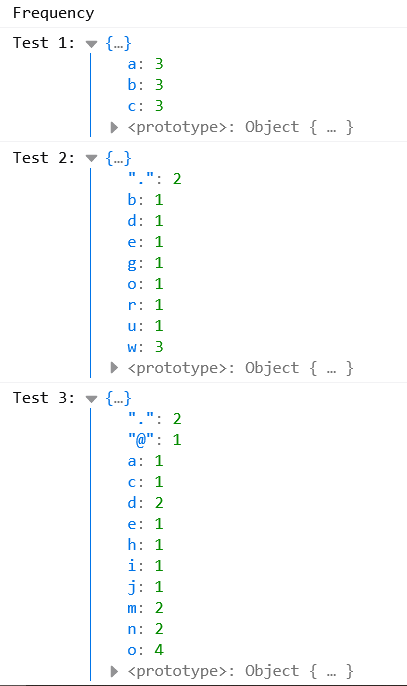 Frequency
Test 1: {…}
a: 3
b: 3
c: 3
<prototype>: Object { … }
Test 2: {…}
".": 2
b: 1
d: 1
e: 1
g: 1
o: 1
r: 1
u: 1
w: 3
<prototype>: Object { … }
Test 3: {…}
".": 2
"@": 1
a: 1
c: 1
d: 2
e: 1
h: 1
i: 1
j: 1
m: 2
n: 2
o: 4
<prototype>: Object { … }